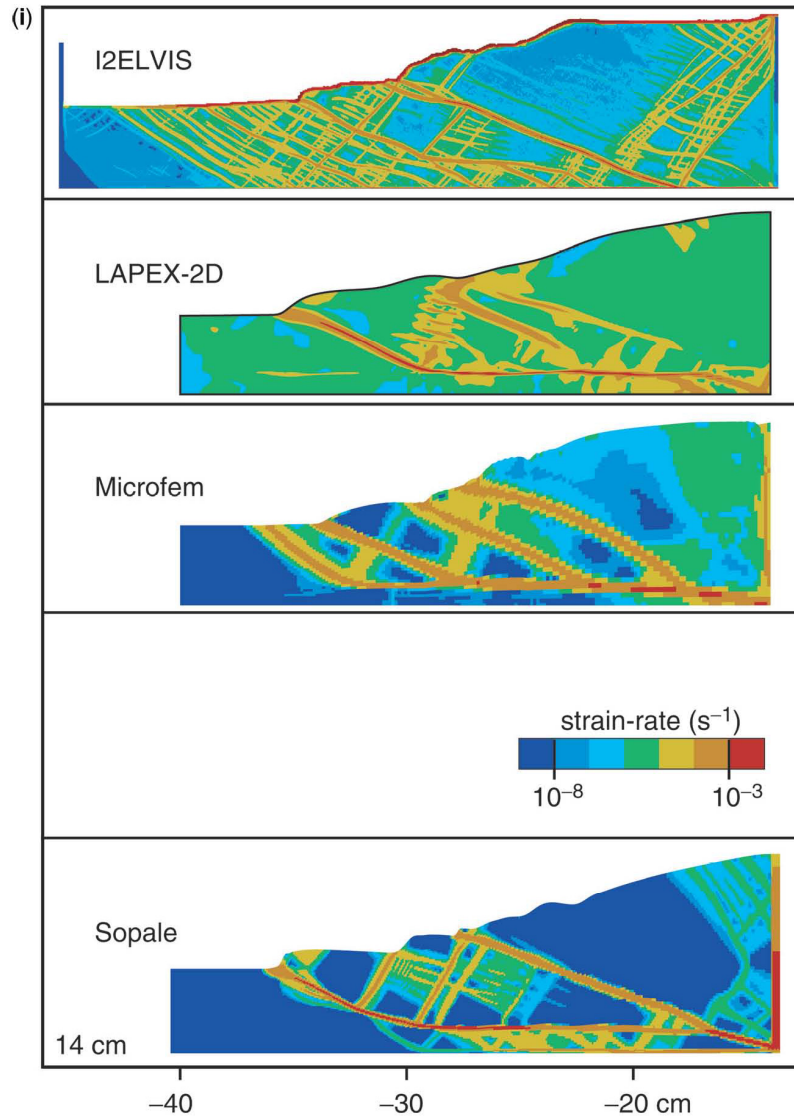 (i)
I2ELVIS
LAPEX-2D
Microfem
strain-rate (s⁻¹)
10⁻⁸ 10⁻³
Sopale
14 cm
−40 −30 −20 cm